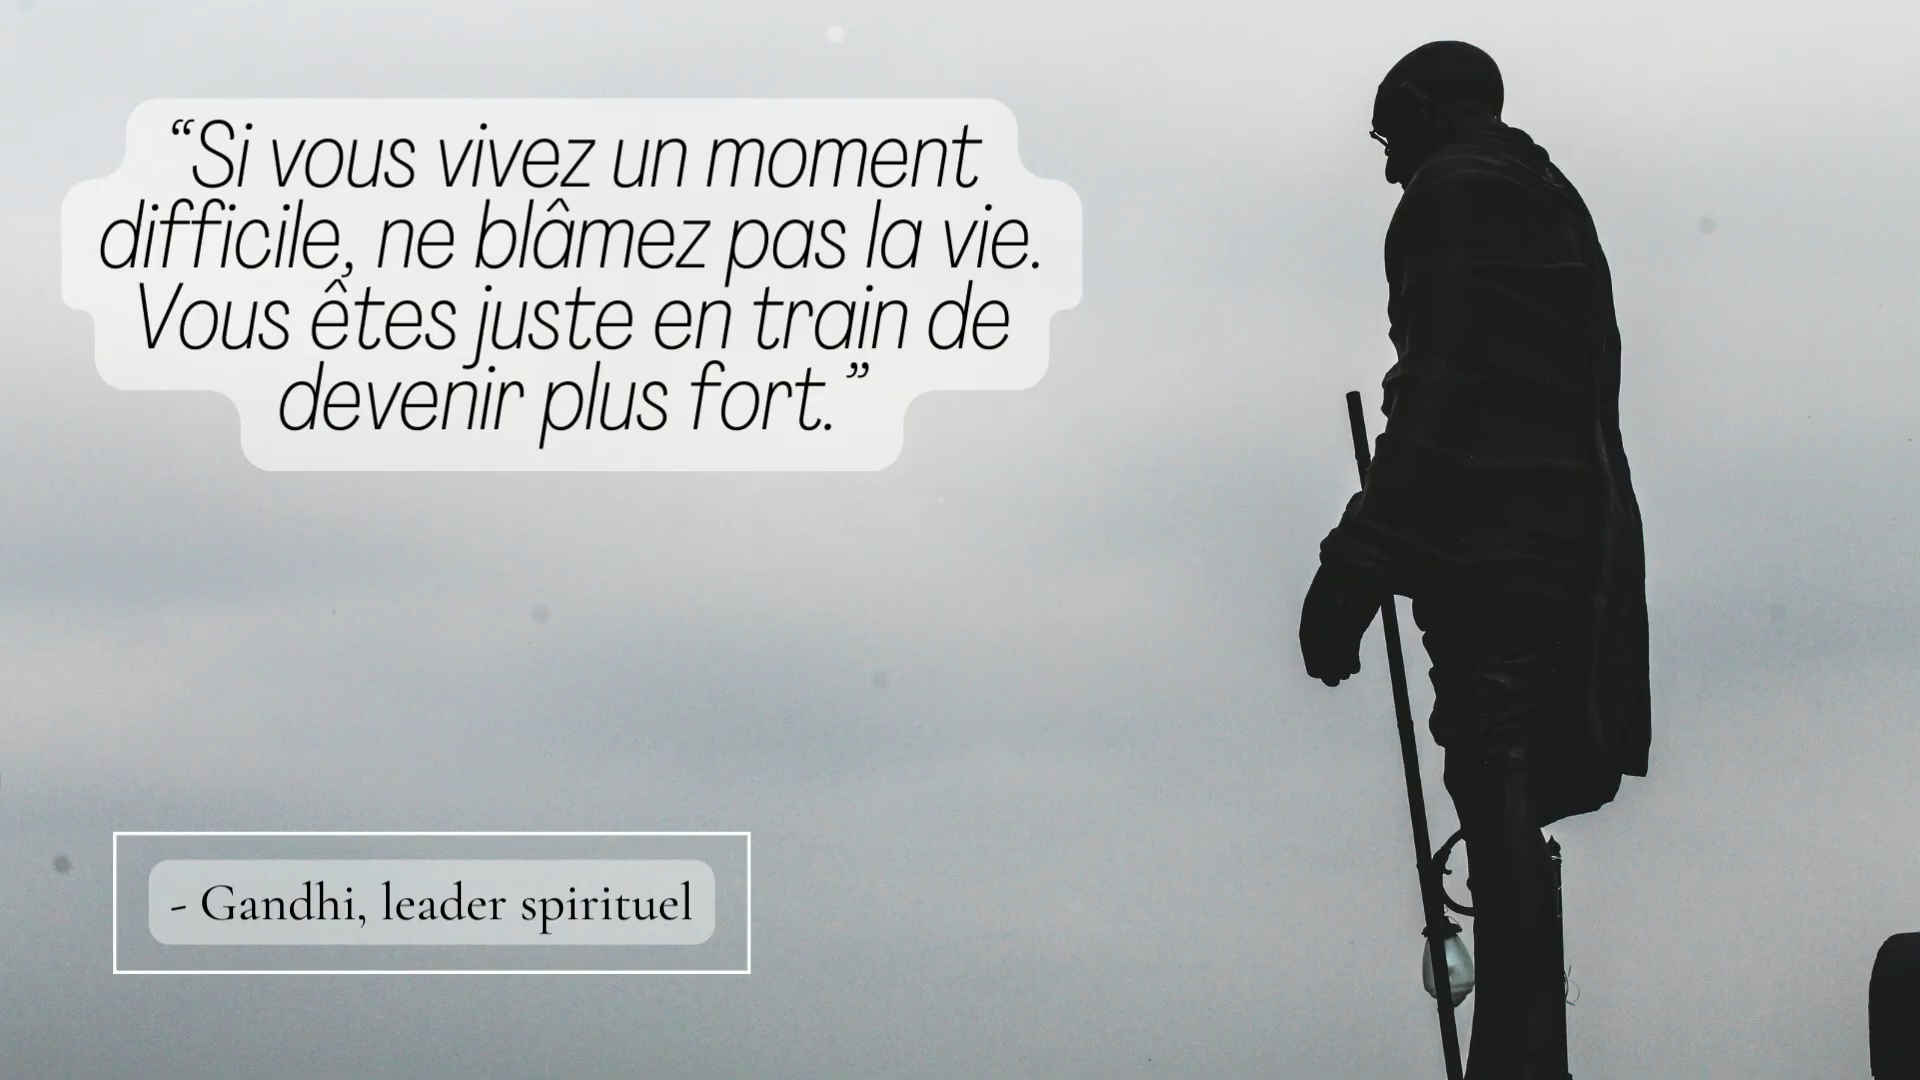 “Si vous vivez un moment
difficile, ne blâmez pas la vie.
Vous êtes juste en train de
devenir plus fort.”
- Gandhi, leader spirituel